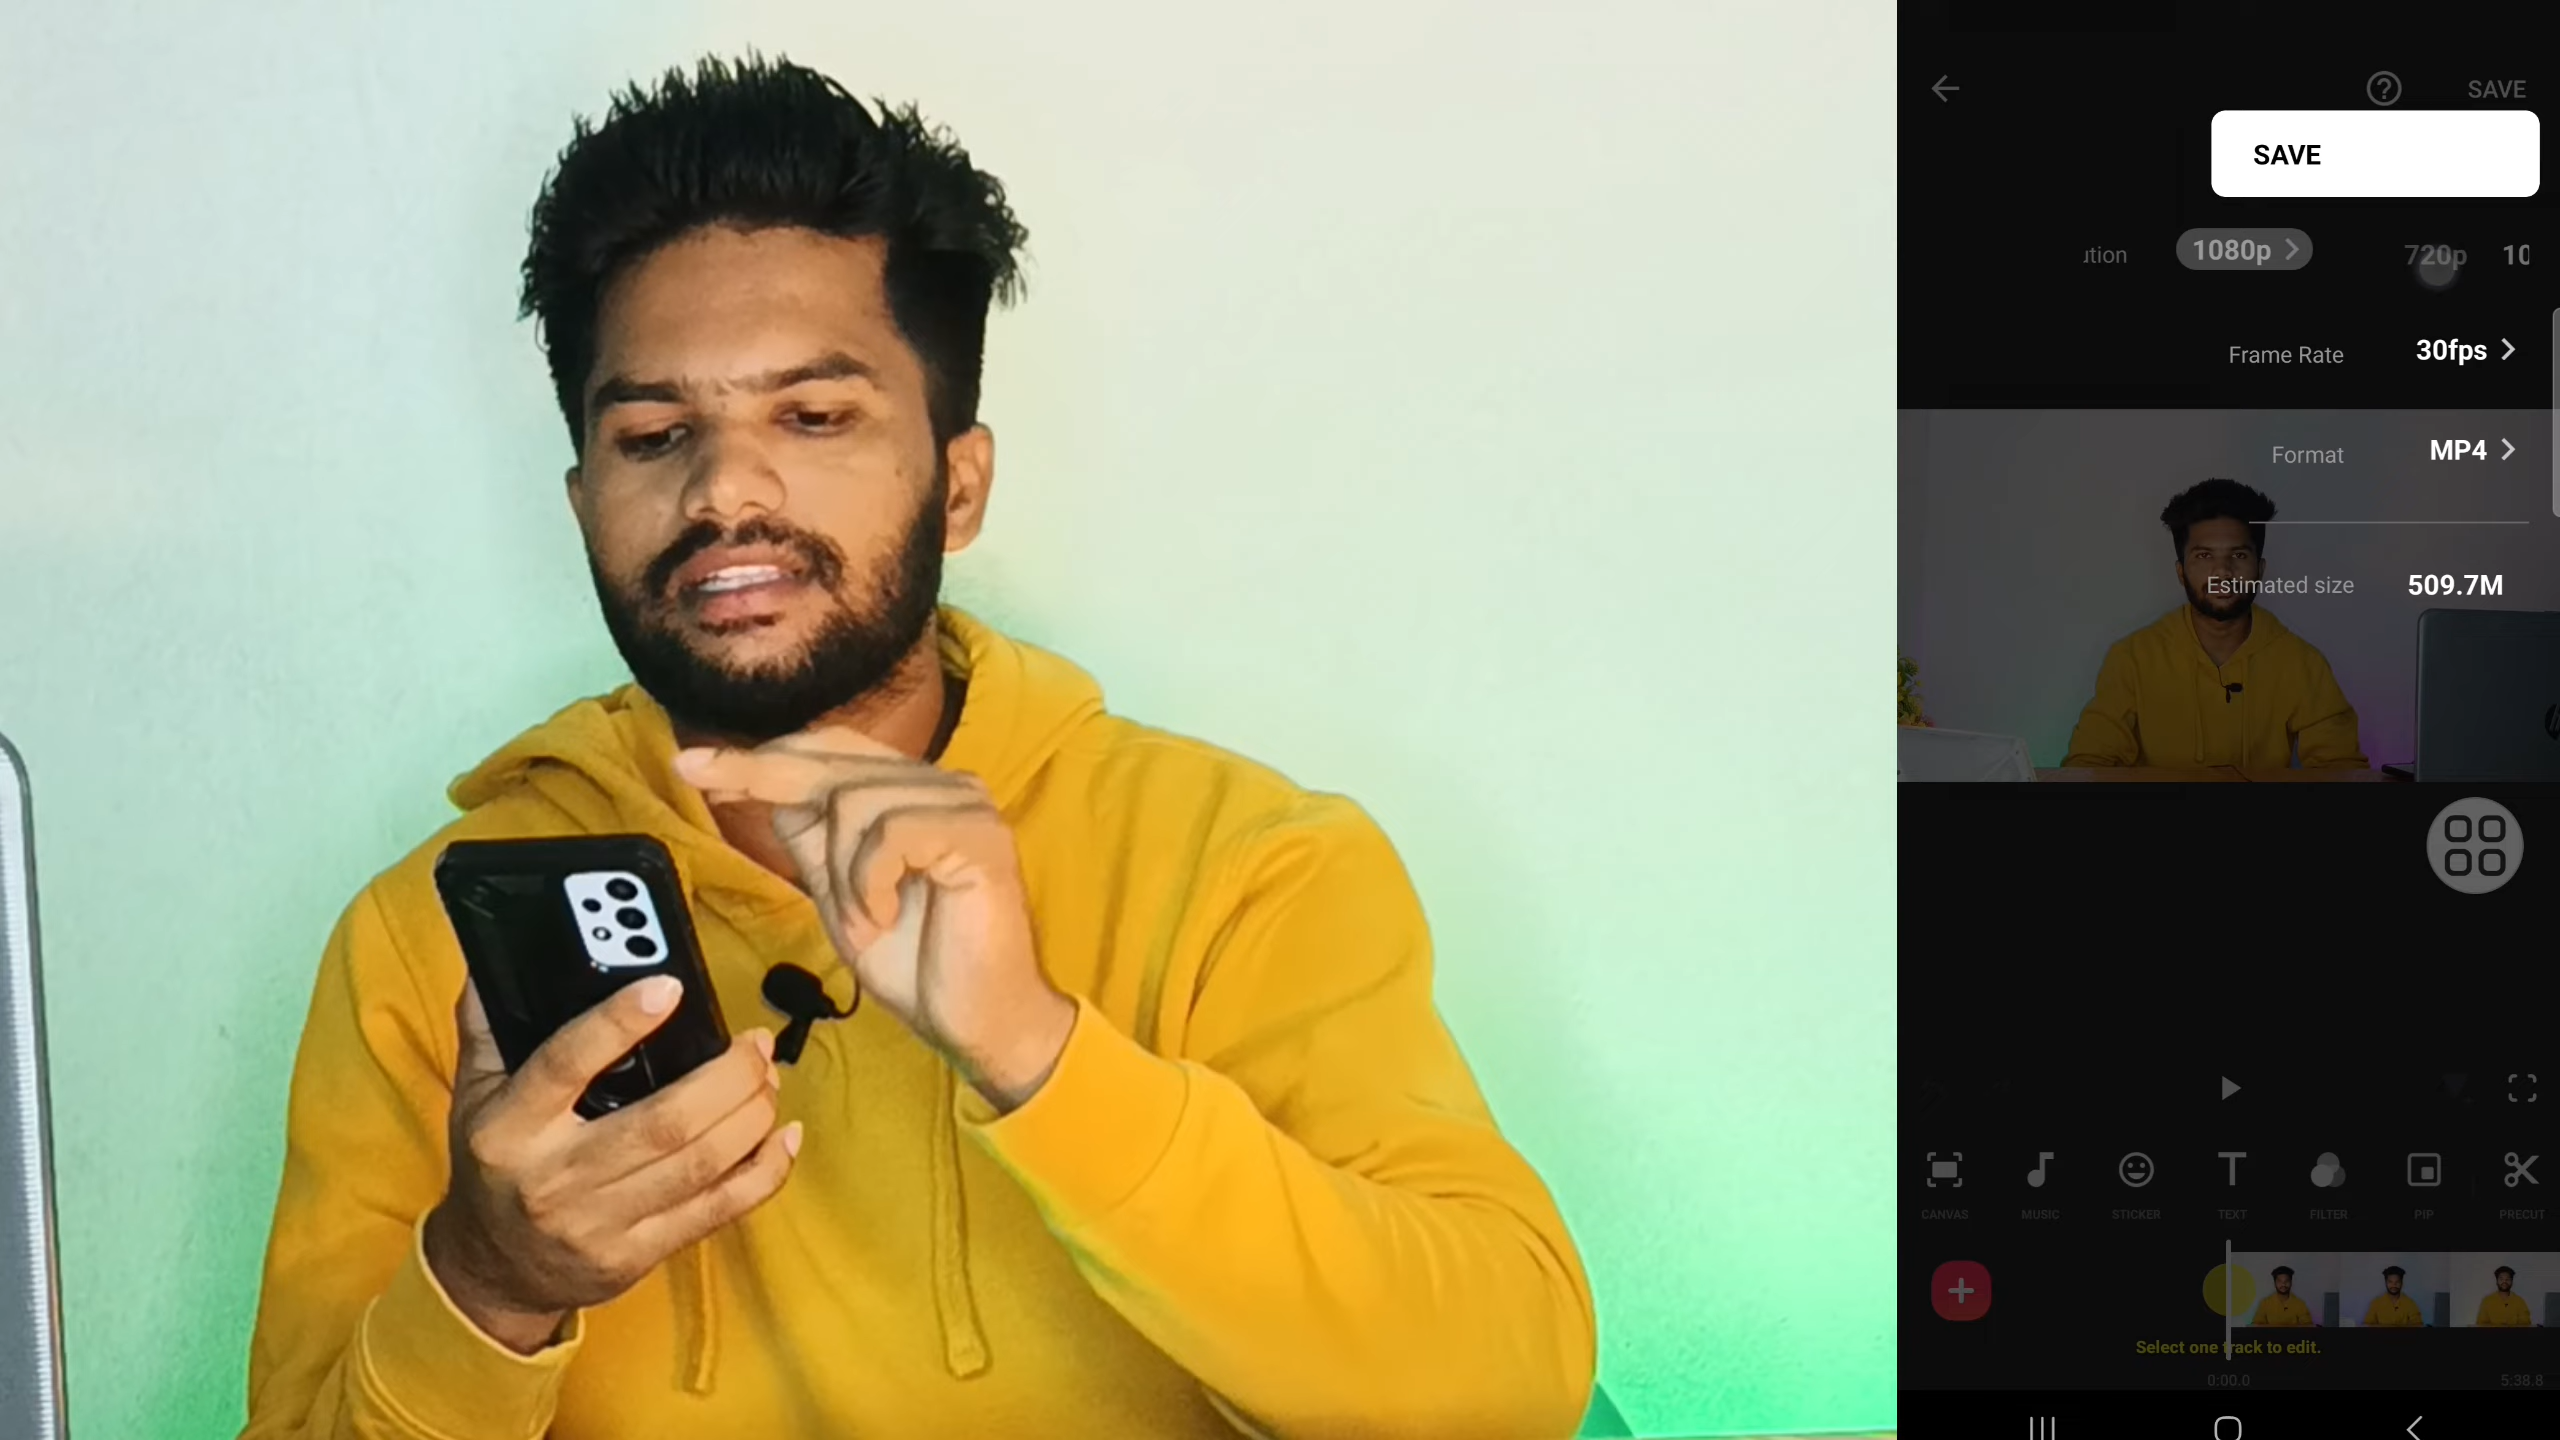 SAVE
SAVE
ution 1080p 720p 10
Frame Rate 30fps
Format MP4
Estimated size 509.7M
CANVAS MUSIC STICKER TEXT FILTER PIP PRECUT
Select one track to edit.
0:00.0 5:38.8